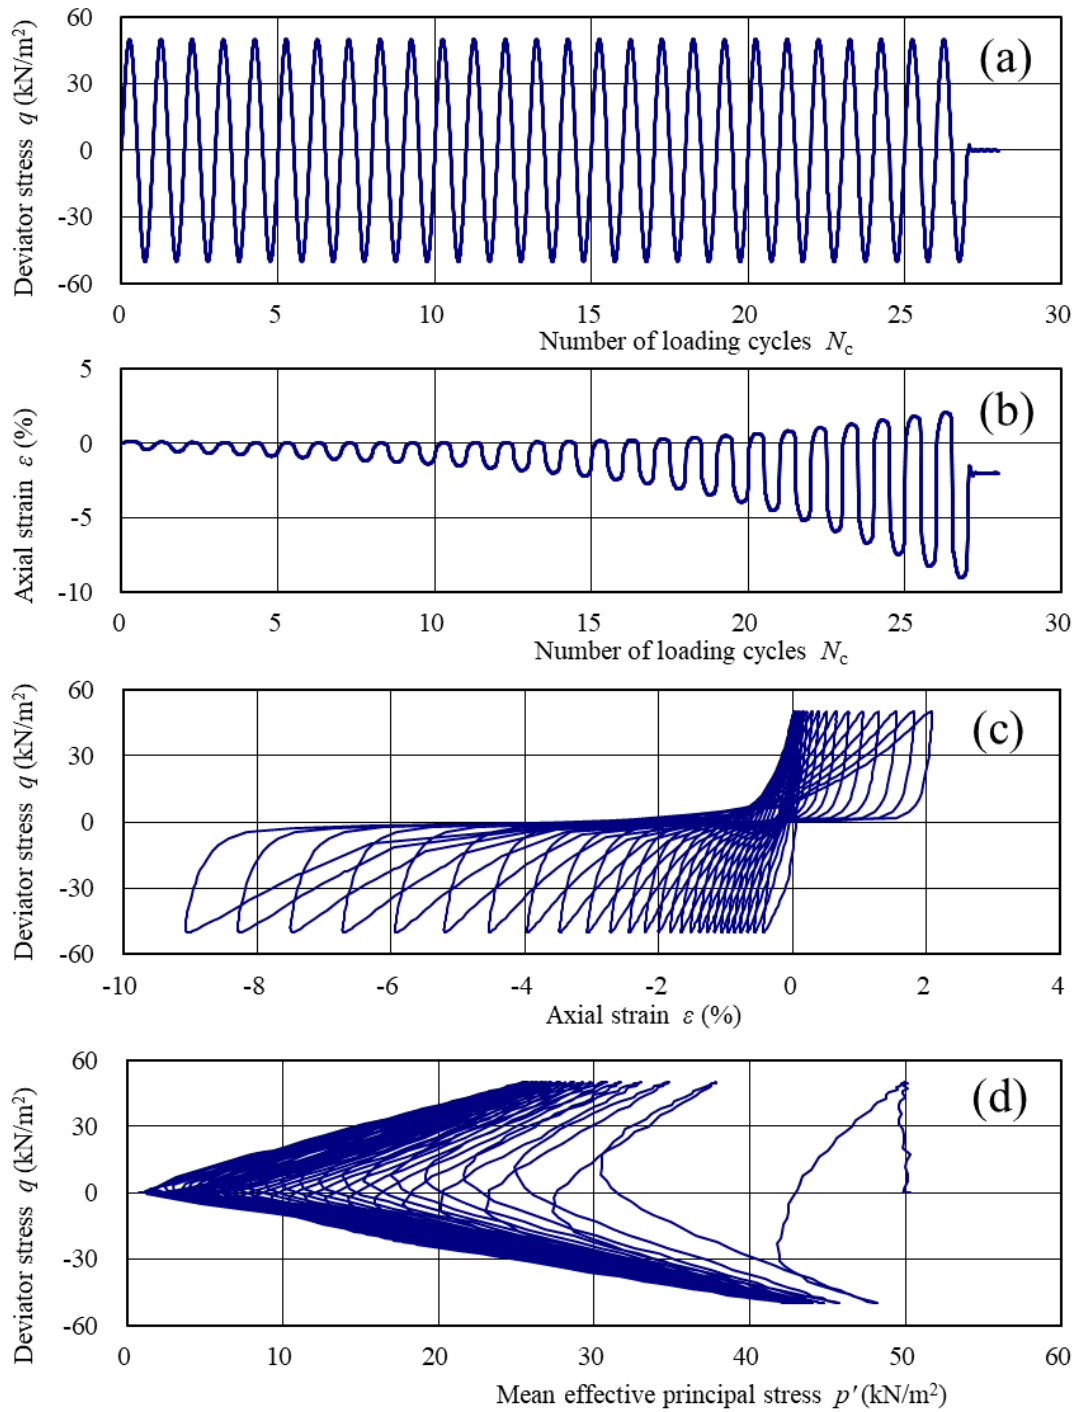 60
30
0
-30
-60
Deviator stress q (kN/m²)
(a)
0 5 10 15 20 25 30
Number of loading cycles N_c
5
0
-5
-10
Axial strain ε (%)
(b)
0 5 10 15 20 25 30
Number of loading cycles N_c
60
30
0
-30
-60
Deviator stress q (kN/m²)
(c)
-10 -8 -6 -4 -2 0 2 4
Axial strain ε (%)
60
30
0
-30
-60
Deviator stress q (kN/m²)
(d)
0 10 20 30 40 50 60
Mean effective principal stress p′(kN/m²)